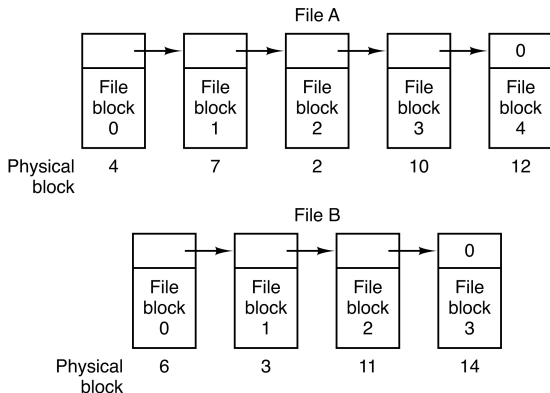 File A
0
File block 0
File block 1
File block 2
File block 3
File block 4
Physical block
4 7 2 10 12
File B
0
File block 0
File block 1
File block 2
File block 3
Physical block
6 3 11 14